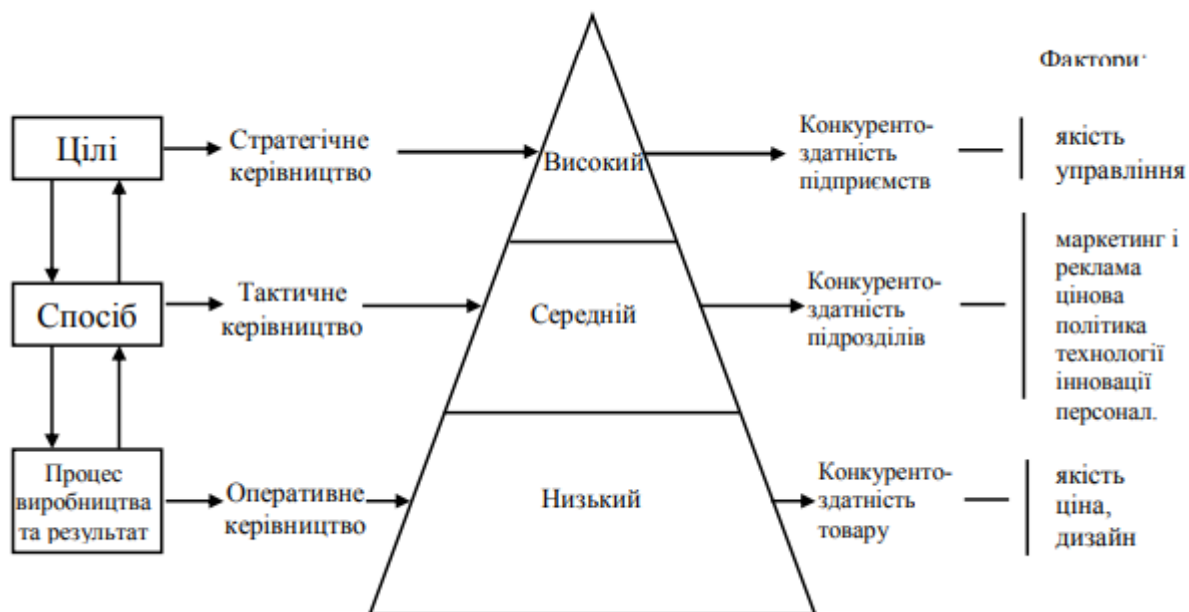 Фактори:
Цілі
Стратегічне
керівництво
Високий
Конкуренто-
здатність
підприємств
якість
управління
Спосіб
Тактичне
керівництво
Середній
Конкуренто-
здатність
підрозділів
маркетинг і
реклама
цінова
політика
технології
інновації
персонал.
Процес
виробництва
та результат
Оперативне
керівництво
Низький
Конкуренто-
здатність
товару
якість
ціна,
дизайн